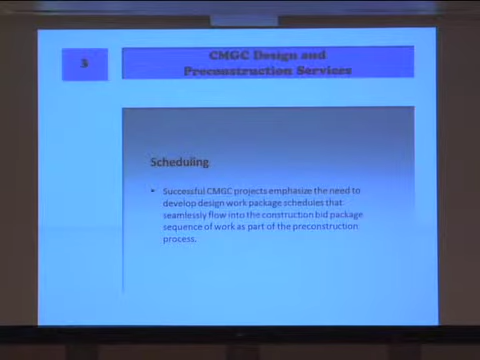 3
CMGC Design and
Preconstruction Services
Scheduling
• Successful CMGC projects emphasize the need to
develop design work package schedules that
seamlessly flow into the construction bid package
sequence of work as part of the preconstruction
process.